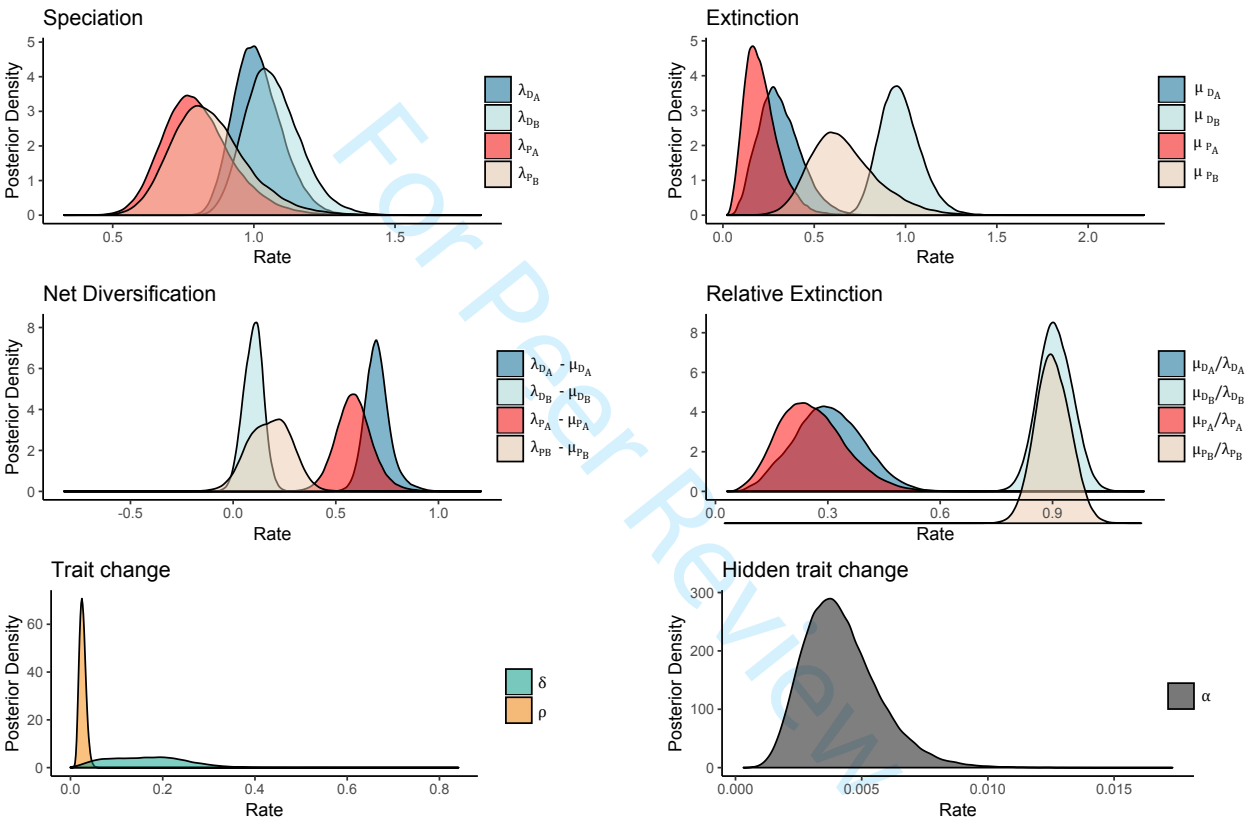 Speciation
Posterior Density
5
4
3
2
1
0
0.5
1.0
1.5
Rate
λDA
λDB
λPA
λPB
Extinction
Posterior Density
5
4
3
2
1
0
0.0
0.5
1.0
1.5
2.0
Rate
μ DA
μ DB
μ PA
μ PB
Net Diversification
Posterior Density
8
6
4
2
0
-0.5
0.0
0.5
1.0
Rate
λDA - μDA
λDB - μDB
λPA - μPA
λPB - μPB
Relative Extinction
Posterior Density
8
6
4
2
0
0.0
0.3
0.6
0.9
Rate
μDA/λDA
μDB/λDB
μPA/λPA
μPB/λPB
Trait change
Posterior Density
60
40
20
0
0.0
0.2
0.4
0.6
0.8
Rate
δ
ρ
Hidden trait change
Posterior Density
300
200
100
0
0.000
0.005
0.010
0.015
Rate
α
For Peer Review